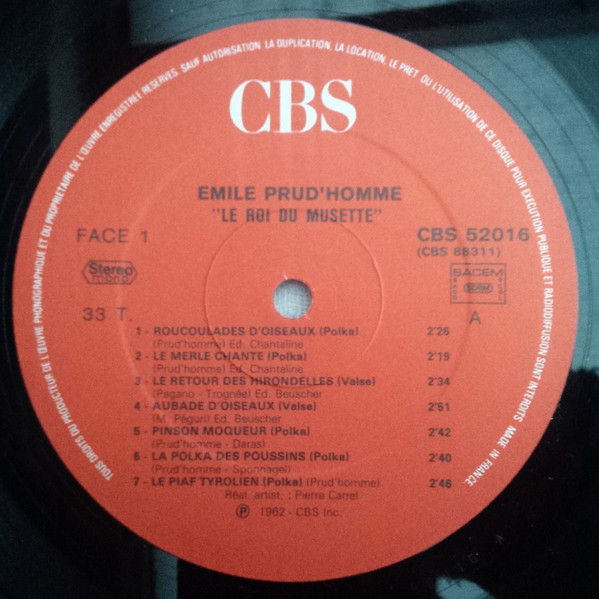 TOUS DROITS DU PRODUCTEUR DE L'ŒUVRE PHONOGRAPHIQUE ET DU PROPRIETAIRE DE L'ŒUVRE ENREGISTREE RESERVES. SAUF AUTORISATION, LA DUPLICATION, LA LOCATION, LE PRET, OU L'UTILISATION DE CE DISQUE POUR EXECUTION PUBLIQUE ET RADIODIFFUSION SONT INTERDITS MADE IN FRANCE
CBS
EMILE PRUD'HOMME
"LE ROI DU MUSETTE"
FACE 1
CBS 52016
(CBS 88311)
Stereo
mono
SACEM
33 T.
A
1 - ROUCOULADES D'OISEAUX (Polka) 2'25
(Prud'homme) Ed. Chantaline
2 - LE MERLE CHANTE (Polka) 2'19
(Prud'homme) Ed. Chantaline
3 - LE RETOUR DES HIRONDELLES (Valse) 2'34
(Pagano - Trognée) Ed. Beuscher
4 - AUBADE D'OISEAUX (Valse) 2'51
(M. Péguri) Ed. Beuscher
5 - PINSON MOQUEUR (Polka) 2'42
(Prud'homme - Datas)
6 - LA POLKA DES POUSSINS (Polka) 2'40
(Prud'homme - Sponnagel)
7 - LE PIAF TYROLIEN (Polka) (Prud'homme) 2'46
Réal. artist. : Pierre Carrel
℗ 1962 - CBS Inc.